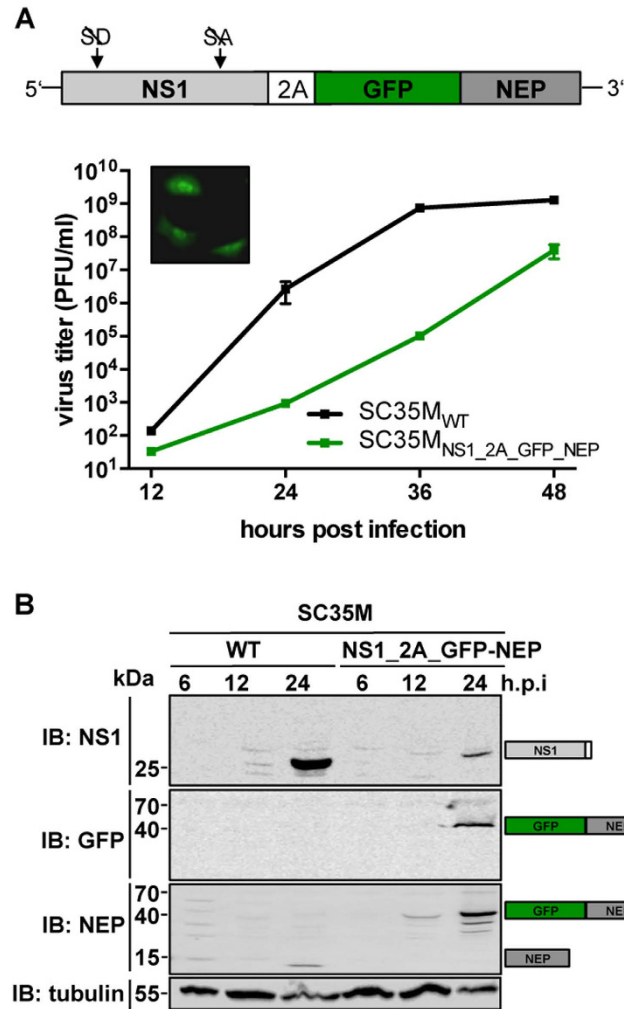 A
SD SA
5‘ NS1 2A GFP NEP 3‘
virus titer (PFU/ml)
10^10
10^9
10^8
10^7
10^6
10^5
10^4
10^3
10^2
10^1
SC35M_WT
SC35M_NS1_2A_GFP_NEP
12 24 36 48
hours post infection
B
SC35M
WT NS1_2A_GFP-NEP
kDa 6 12 24 6 12 24 h.p.i
IB: NS1 25 NS1
IB: GFP 70 40 GFP NE
IB: NEP 70 40 15 GFP NE
NEP
IB: tubulin 55